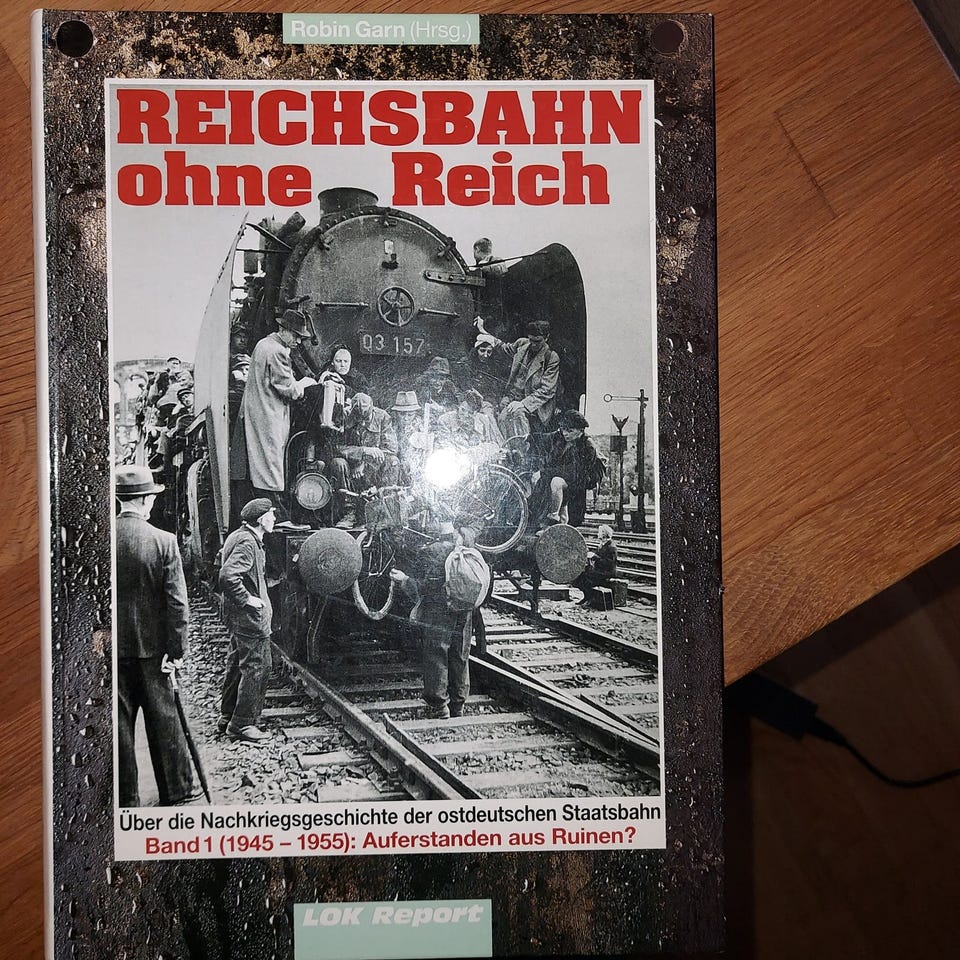 Robin Garn (Hrsg.)
REICHSBAHN
ohne Reich
03 157
Über die Nachkriegsgeschichte der ostdeutschen Staatsbahn
Band 1 (1945 – 1955): Auferstanden aus Ruinen?
LOK Report